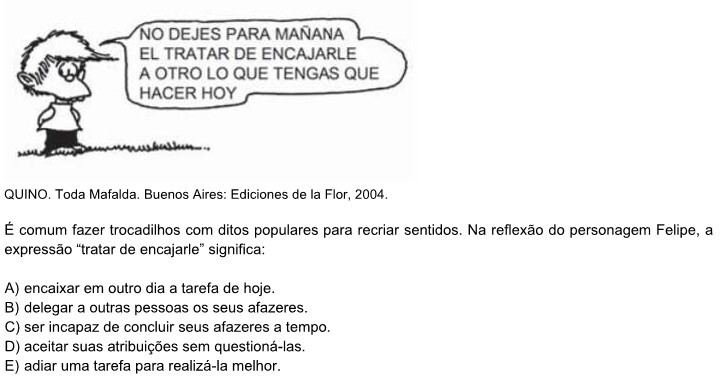 NO DEJES PARA MAÑANA
EL TRATAR DE ENCAJARLE
A OTRO LO QUE TENGAS QUE
HACER HOY
QUINO. Toda Mafalda. Buenos Aires: Ediciones de la Flor, 2004.
É comum fazer trocadilhos com ditos populares para recriar sentidos. Na reflexão do personagem Felipe, a
expressão “tratar de encajarle” significa:
A) encaixar em outro dia a tarefa de hoje.
B) delegar a outras pessoas os seus afazeres.
C) ser incapaz de concluir seus afazeres a tempo.
D) aceitar suas atribuições sem questioná-las.
E) adiar uma tarefa para realizá-la melhor.